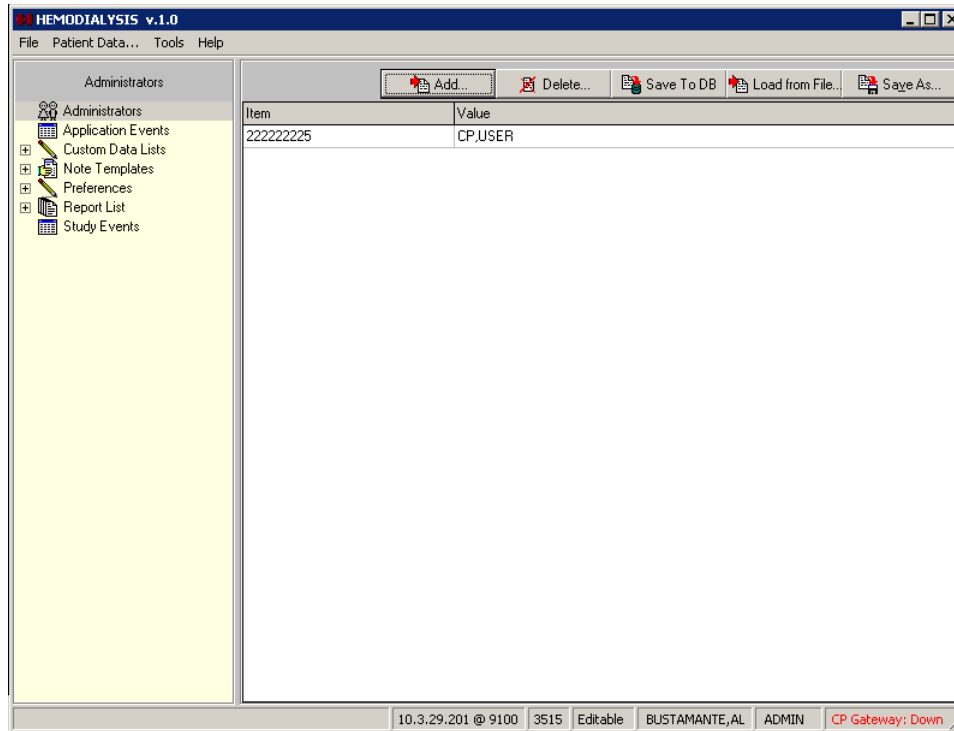 HEMODIALYSIS v.1.0
File Patient Data... Tools Help
Administrators
Add... Delete... Save To DB Load from File... Save As...
Administrators
Application Events
Custom Data Lists
Note Templates
Preferences
Report List
Study Events
Item Value
222222225 CP,USER
10.3.29.201 @ 9100 3515 Editable BUSTAMANTE,AL ADMIN CP Gateway: Down